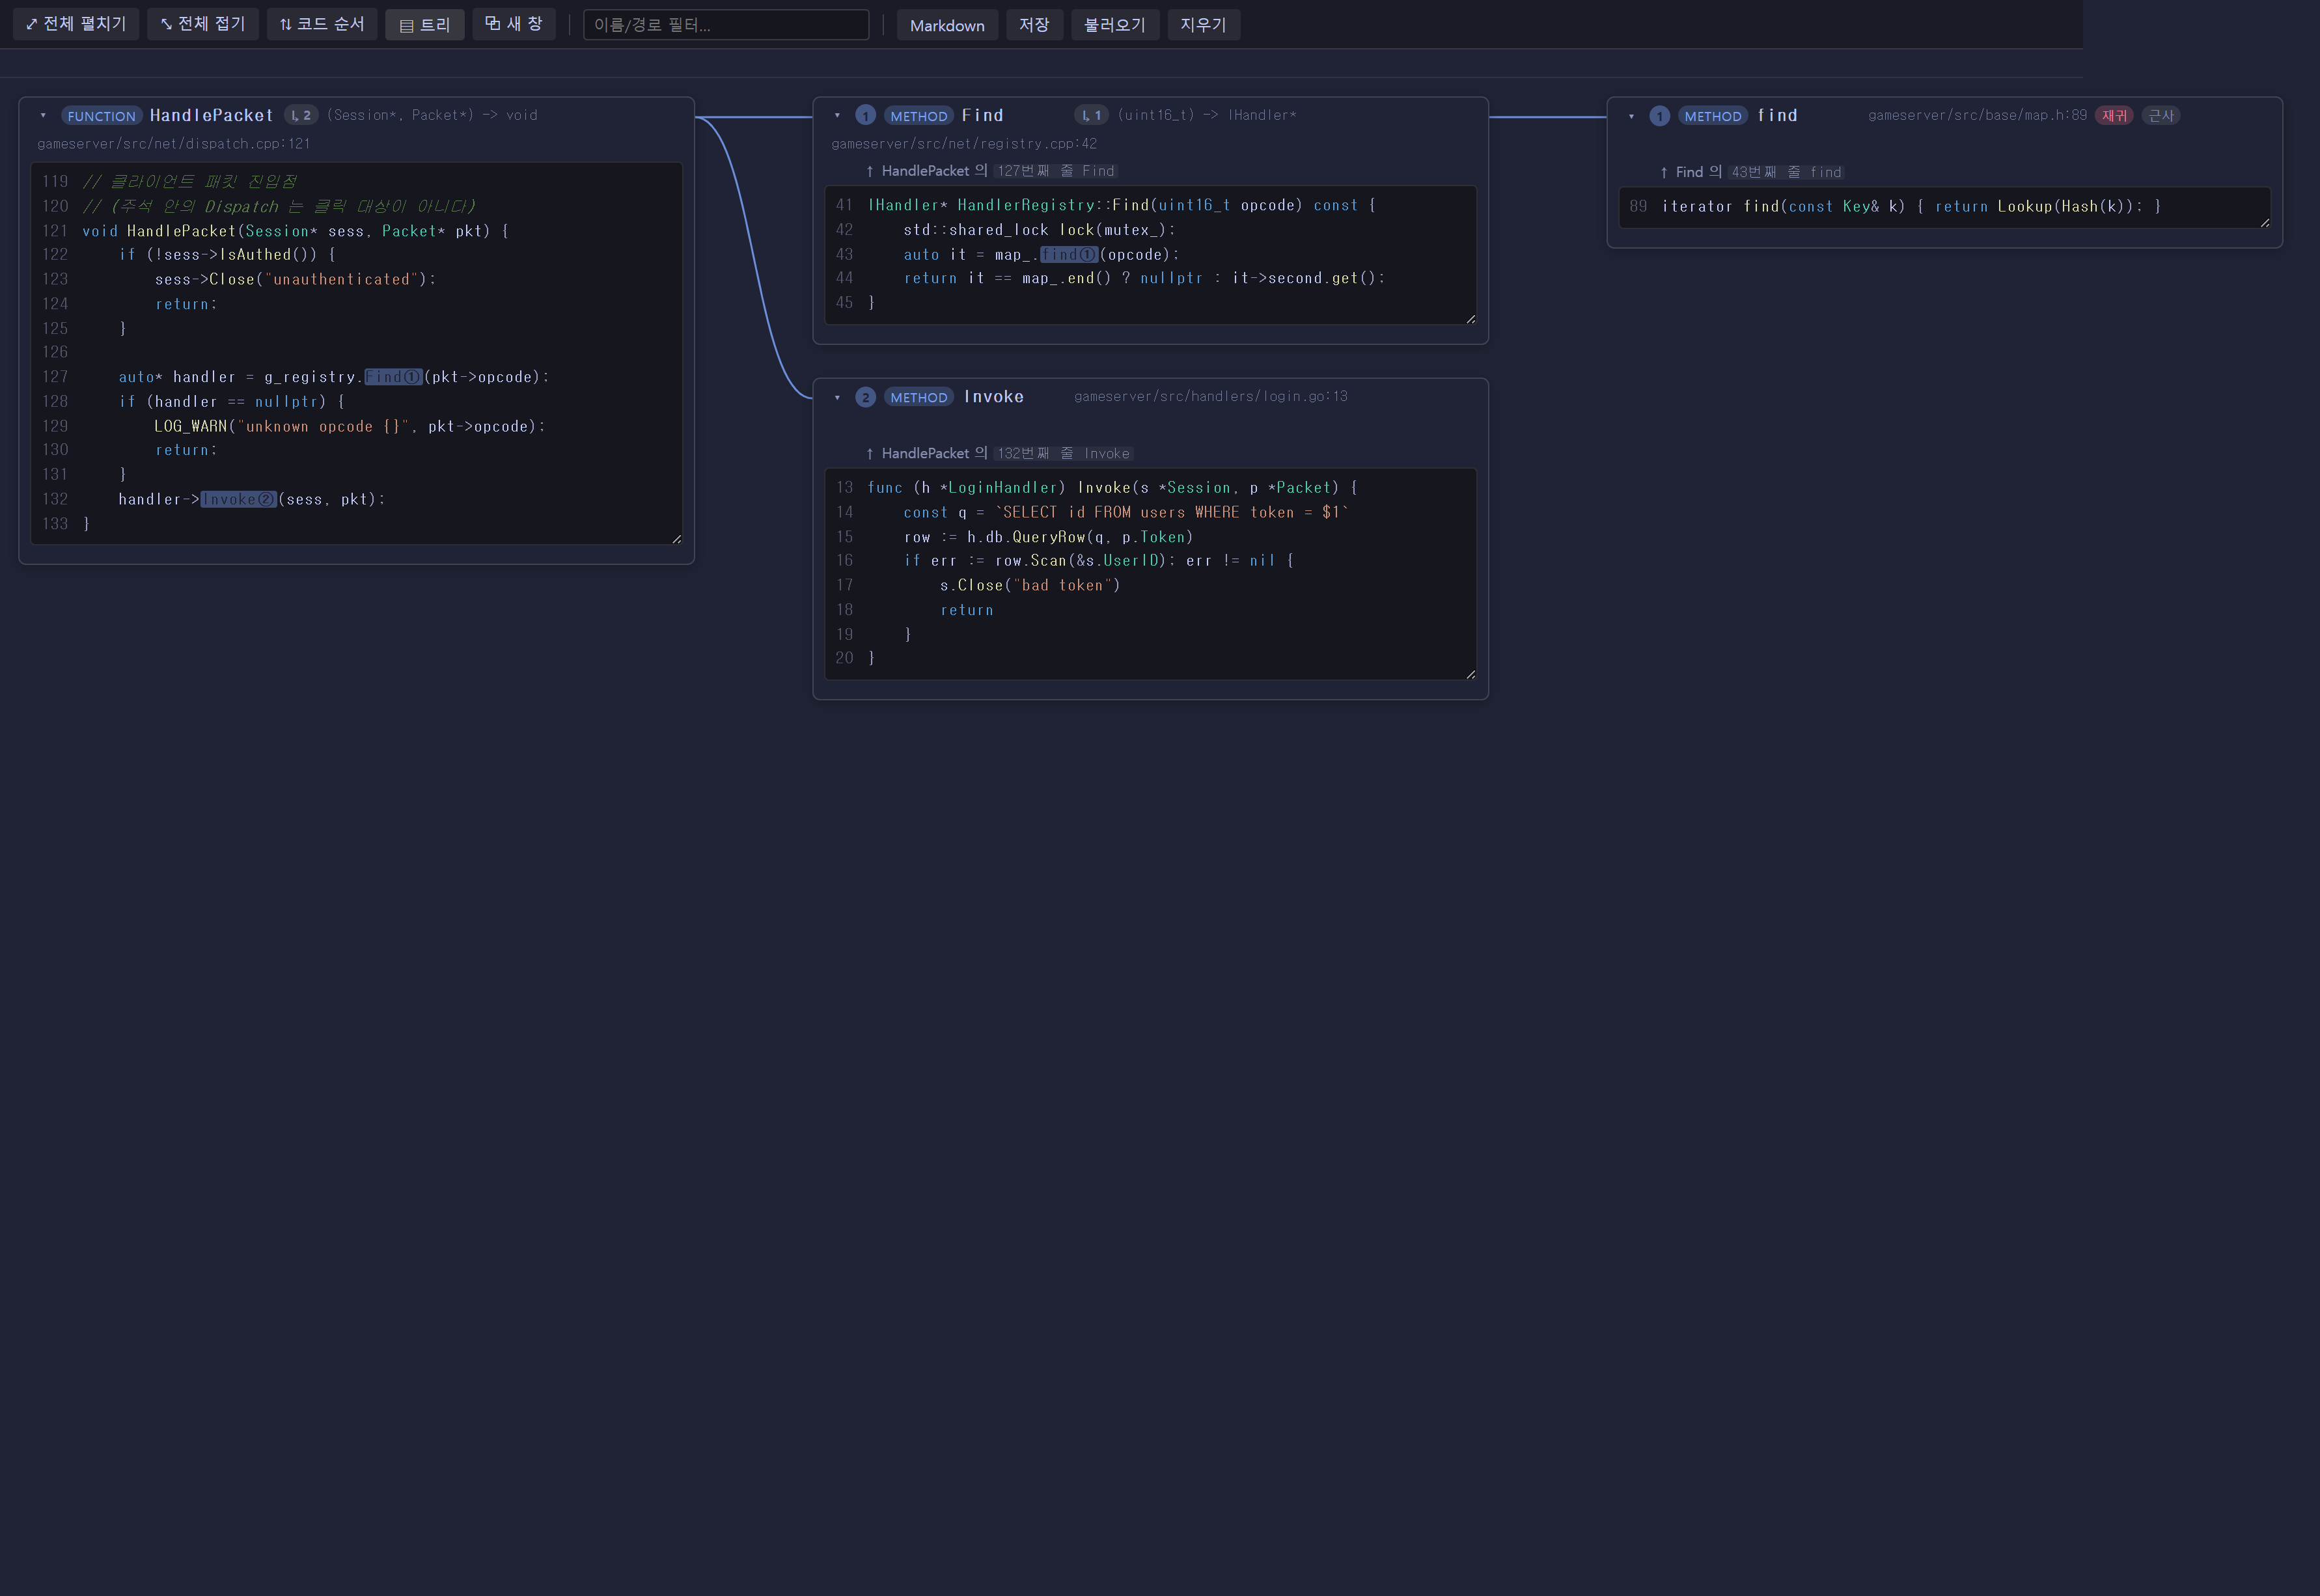 ⤢ 전체 펼치기 ⤡ 전체 접기 ⇅ 코드 순서 ▤ 트리 ⧉ 새 창 이름/경로 필터... Markdown 저장 불러오기 지우기
▾ FUNCTION HandlePacket ↳ 2 (Session*, Packet*) -> void
gameserver/src/net/dispatch.cpp:121
119 // 클라이언트 패킷 진입점
120 // (주석 안의 Dispatch 는 클릭 대상이 아니다)
121 void HandlePacket(Session* sess, Packet* pkt) {
122     if (!sess->IsAuthed()) {
123         sess->Close("unauthenticated");
124         return;
125     }
126
127     auto* handler = g_registry.Find①(pkt->opcode);
128     if (handler == nullptr) {
129         LOG_WARN("unknown opcode {}", pkt->opcode);
130         return;
131     }
132     handler->Invoke②(sess, pkt);
133 }
▾ 1 METHOD Find ↳ 1 (uint16_t) -> IHandler*
gameserver/src/net/registry.cpp:42
↑ HandlePacket 의 127번째 줄 Find
41 IHandler* HandlerRegistry::Find(uint16_t opcode) const {
42     std::shared_lock lock(mutex_);
43     auto it = map_.find①(opcode);
44     return it == map_.end() ? nullptr : it->second.get();
45 }
▾ 2 METHOD Invoke gameserver/src/handlers/login.go:13
↑ HandlePacket 의 132번째 줄 Invoke
13 func (h *LoginHandler) Invoke(s *Session, p *Packet) {
14     const q = `SELECT id FROM users WHERE token = $1`
15     row := h.db.QueryRow(q, p.Token)
16     if err := row.Scan(&s.UserID); err != nil {
17         s.Close("bad token")
18         return
19     }
20 }
▾ 1 METHOD find gameserver/src/base/map.h:89 재귀 근사
↑ Find 의 43번째 줄 find
89 iterator find(const Key& k) { return Lookup(Hash(k)); }